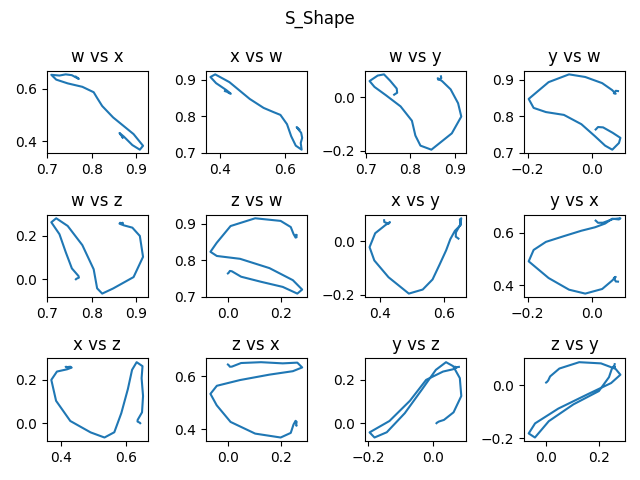 S_Shape
w vs x
x vs w
w vs y
y vs w
0.6
0.4
0.7 0.8 0.9
0.9
0.8
0.7
0.4 0.6
0.0
−0.2
0.7 0.8 0.9
0.9
0.8
0.7
−0.2 0.0
w vs z
z vs w
x vs y
y vs x
0.2
0.0
0.7 0.8 0.9
0.9
0.8
0.7
0.0 0.2
0.0
−0.2
0.4 0.6
0.6
0.4
−0.2 0.0
x vs z
z vs x
y vs z
z vs y
0.2
0.0
0.4 0.6
0.6
0.4
0.0 0.2
0.2
0.0
−0.2 0.0
0.0
−0.2
0.0 0.2